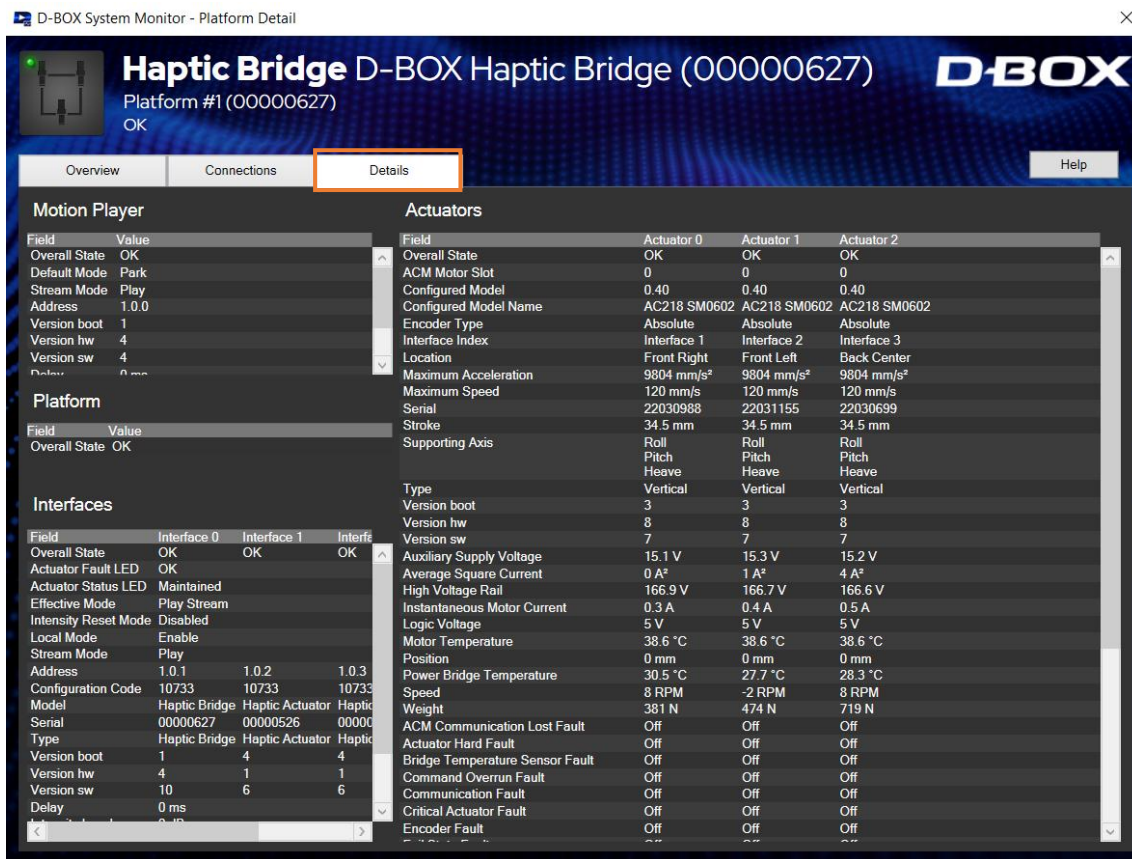 D-BOX System Monitor - Platform Detail
Haptic Bridge D-BOX Haptic Bridge (00000627)
Platform #1 (00000627)
OK
D-BOX
Overview Connections Details Help
Motion Player
Field Value
Overall State OK
Default Mode Park
Stream Mode Play
Address 1.0.0
Version boot 1
Version hw 4
Version sw 4
Delay 0 ms
Platform
Field Value
Overall State OK
Interfaces
Field Interface 0 Interface 1 Interfa
Overall State OK OK OK
Actuator Fault LED OK
Actuator Status LED Maintained
Effective Mode Play Stream
Intensity Reset Mode Disabled
Local Mode Enable
Stream Mode Play
Address 1.0.1 1.0.2 1.0.3
Configuration Code 10733 10733 10733
Model Haptic Bridge Haptic Actuator Haptic
Serial 00000627 00000526 00000
Type Haptic Bridge Haptic Actuator Haptic
Version boot 1 4 4
Version hw 4 1 1
Version sw 10 6 6
Delay 0 ms
Actuators
Field Actuator 0 Actuator 1 Actuator 2
Overall State OK OK OK
ACM Motor Slot 0 0 0
Configured Model 0.40 0.40 0.40
Configured Model Name AC218 SM0602 AC218 SM0602 AC218 SM0602
Encoder Type Absolute Absolute Absolute
Interface Index Interface 1 Interface 2 Interface 3
Location Front Right Front Left Back Center
Maximum Acceleration 9804 mm/s² 9804 mm/s² 9804 mm/s²
Maximum Speed 120 mm/s 120 mm/s 120 mm/s
Serial 22030988 22031155 22030699
Stroke 34.5 mm 34.5 mm 34.5 mm
Supporting Axis Roll Roll Roll
Pitch Pitch Pitch
Heave Heave Heave
Type Vertical Vertical Vertical
Version boot 3 3 3
Version hw 8 8 8
Version sw 7 7 7
Auxiliary Supply Voltage 15.1 V 15.3 V 15.2 V
Average Square Current 0 A² 1 A² 4 A²
High Voltage Rail 166.9 V 166.7 V 166.6 V
Instantaneous Motor Current 0.3 A 0.4 A 0.5 A
Logic Voltage 5 V 5 V 5 V
Motor Temperature 38.6 °C 38.6 °C 38.6 °C
Position 0 mm 0 mm 0 mm
Power Bridge Temperature 30.5 °C 27.7 °C 28.3 °C
Speed 8 RPM -2 RPM 8 RPM
Weight 381 N 474 N 719 N
ACM Communication Lost Fault Off Off Off
Actuator Hard Fault Off Off Off
Bridge Temperature Sensor Fault Off Off Off
Command Overrun Fault Off Off Off
Communication Fault Off Off Off
Critical Actuator Fault Off Off Off
Encoder Fault Off Off Off